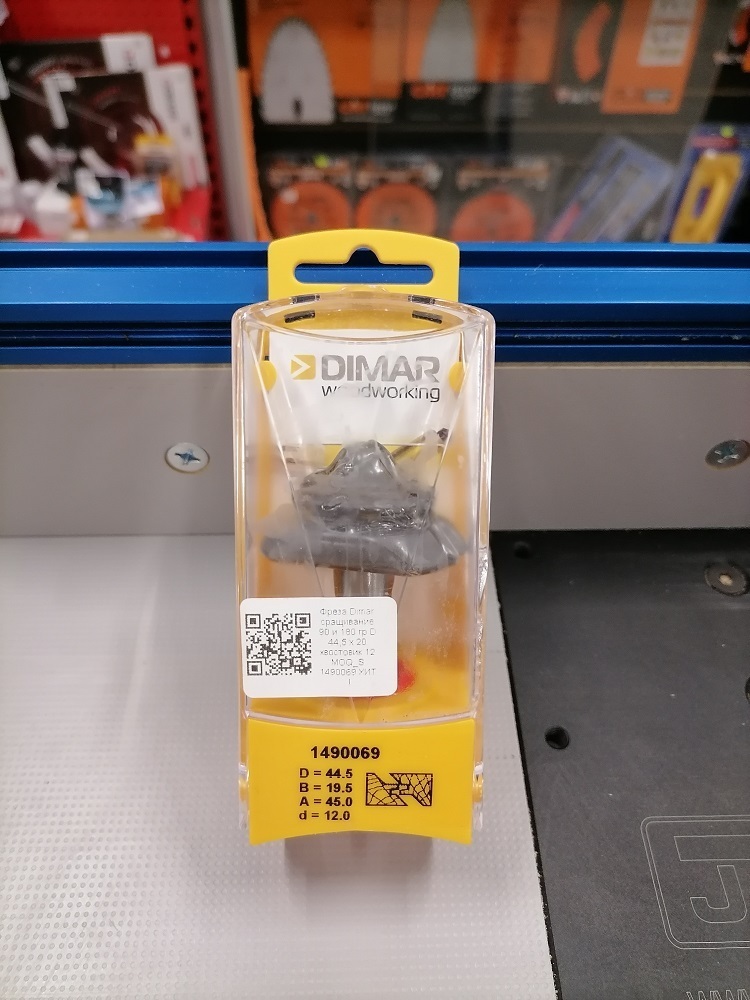 DIMAR
woodworking
Фреза Dimar
сращивание
90 и 180 гр D
44,5 x 20
хвостовик 12
MOQ_S
1490069 КИТ
1490069
D = 44.5
B = 19.5
A = 45.0
d = 12.0